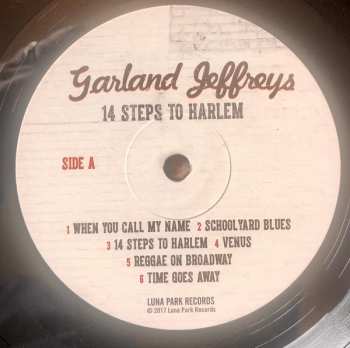 Garland Jeffreys
14 STEPS TO HARLEM
SIDE A
1 WHEN YOU CALL MY NAME 2 SCHOOLYARD BLUES
3 14 STEPS TO HARLEM 4 VENUS
5 REGGAE ON BROADWAY
6 TIME GOES AWAY
LUNA PARK RECORDS
© 2017 Luna Park Records